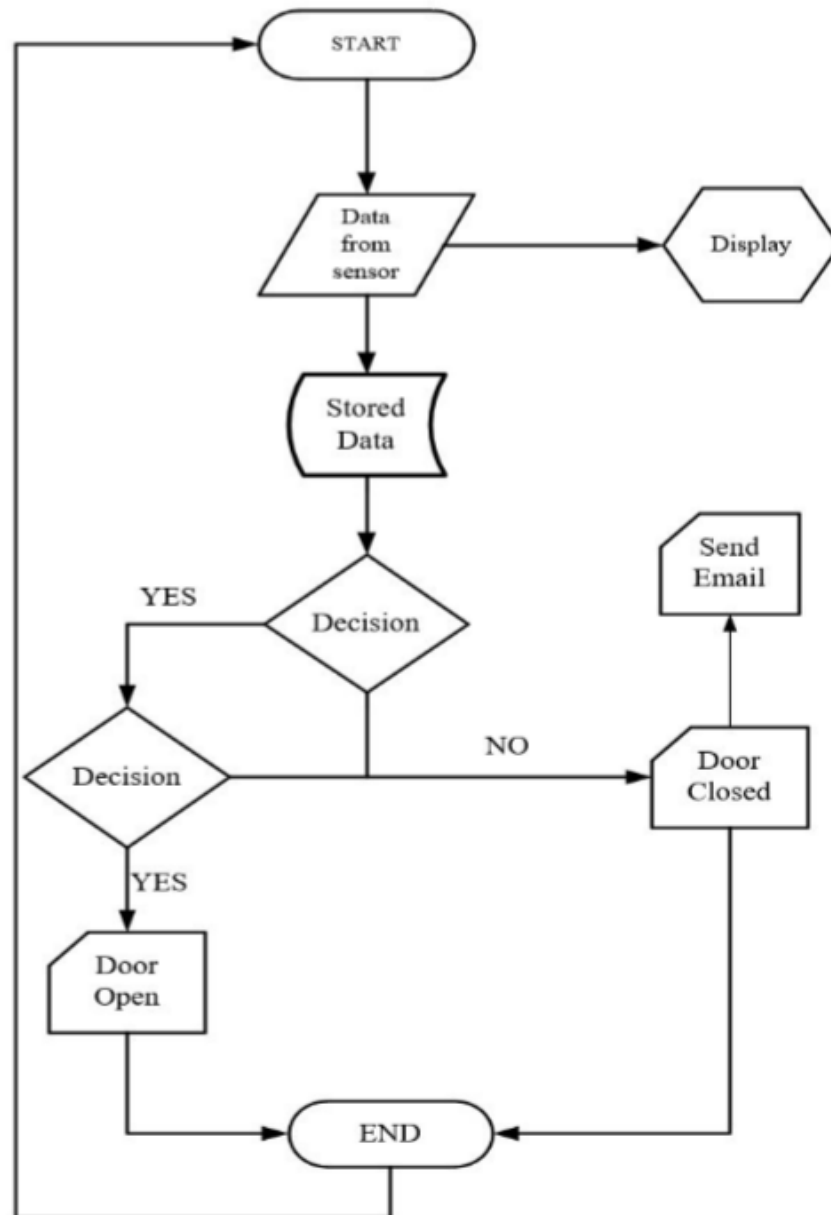 START
Data
from
sensor
Display
Stored
Data
Send
Email
YES
Decision
Decision
NO
Door
Closed
YES
Door
Open
END